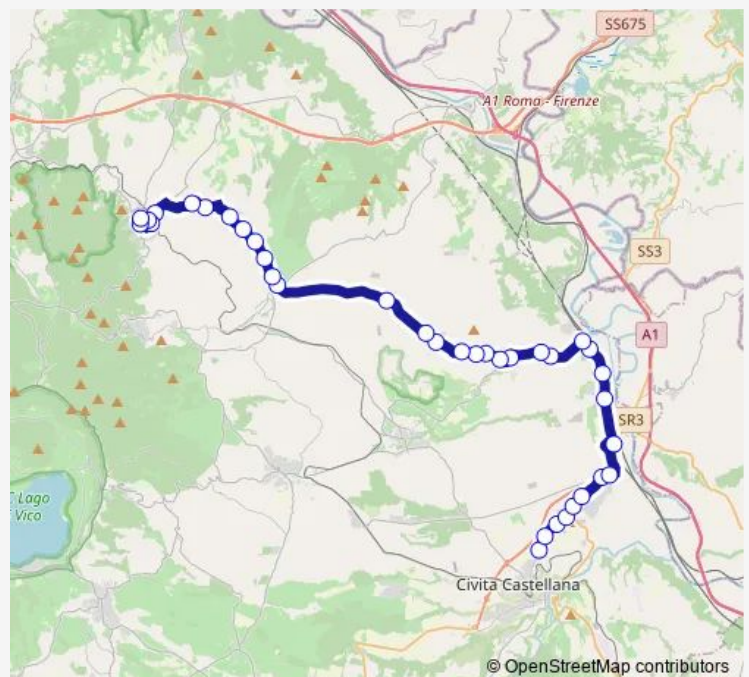 SS675
A1 Roma - Firenze
SS3
A1
SR3
Lago
Vico
Civita Castellana
© OpenStreetMap contributors